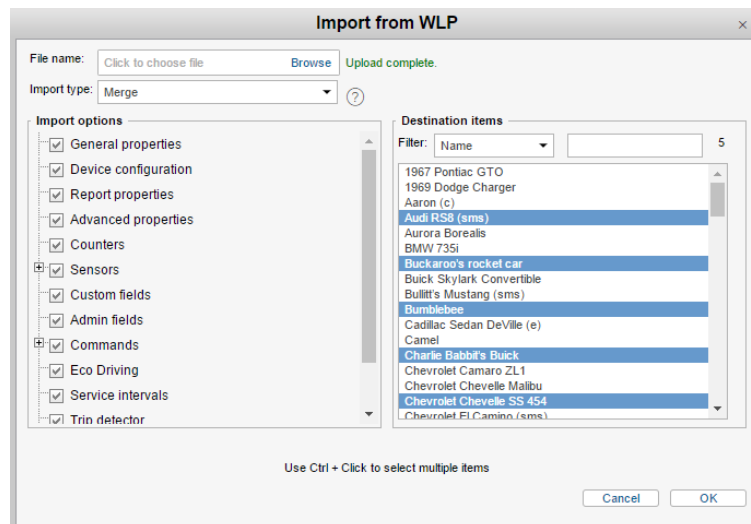 Import from WLP
×
File name:
Click to choose file
Browse
Upload complete.
Import type:
Merge
?
Import options
General properties
Device configuration
Report properties
Advanced properties
Counters
Sensors
Custom fields
Admin fields
Commands
Eco Driving
Service intervals
Trip detector
Destination items
Filter:
Name
5
1967 Pontiac GTO
1969 Dodge Charger
Aaron (c)
Audi RS8 (sms)
Aurora Borealis
BMW 735i
Buckaroo's rocket car
Buick Skylark Convertible
Bullitt's Mustang (sms)
Bumblebee
Cadillac Sedan DeVille (e)
Camel
Charlie Babbit's Buick
Chevrolet Camaro ZL1
Chevrolet Chevelle Malibu
Chevrolet Chevelle SS 454
Chevrolet El Camino (sms)
Use Ctrl + Click to select multiple items
Cancel
OK